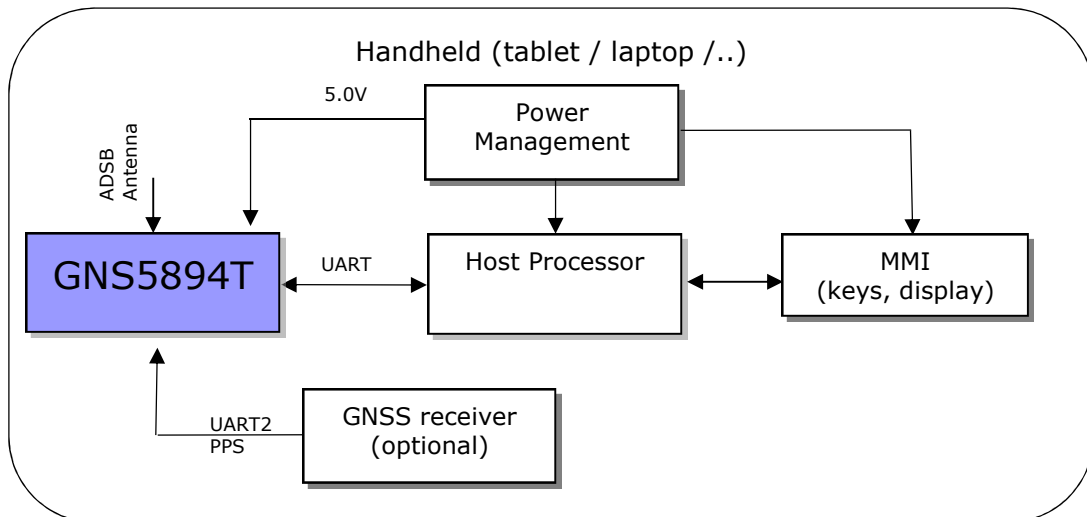 Handheld (tablet / laptop /..)
5.0V
Power
Management
ADSB
Antenna
GNS5894T
UART
Host Processor
MMI
(keys, display)
UART2
PPS
GNSS receiver
(optional)